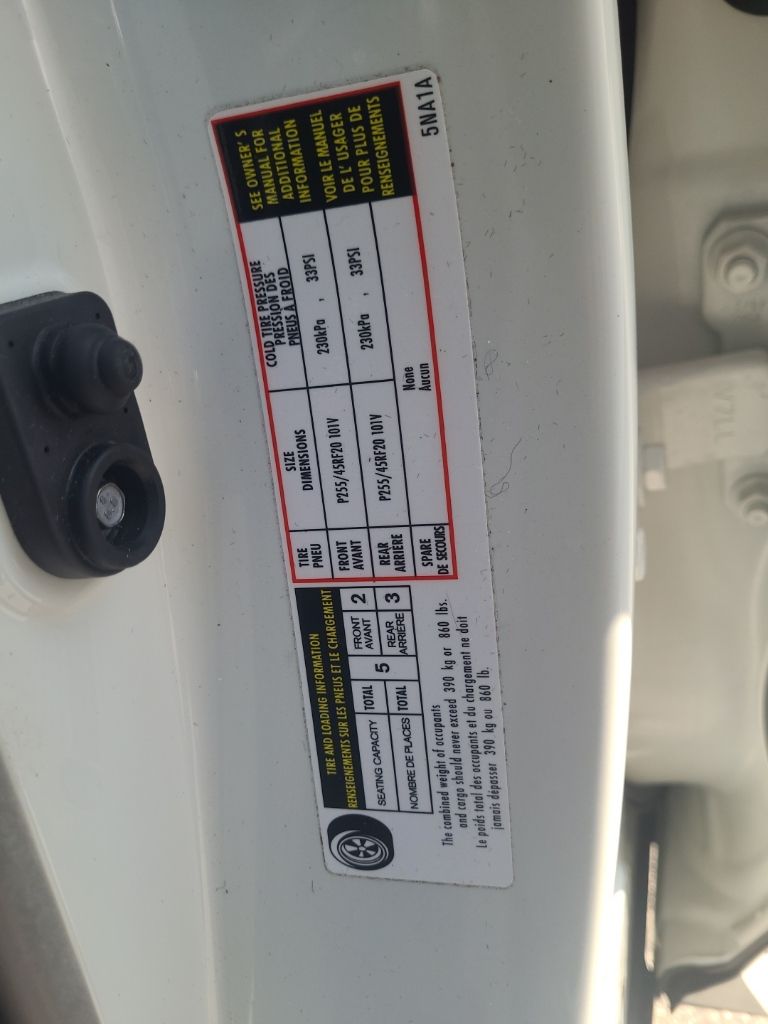 TIRE AND LOADING INFORMATION
RENSEIGNEMENTS SUR LES PNEUS ET LE CHARGEMENT
SEATING CAPACITY TOTAL 5 FRONT AVANT 2
NOMBRE DE PLACES TOTAL REAR ARRIÈRE 3
The combined weight of occupants
and cargo should never exceed 390 kg or 860 lbs.
Le poids total des occupants et du chargement ne doit
jamais dépasser 390 kg ou 860 lb.
TIRE
PNEU
SIZE
DIMENSIONS
COLD TIRE PRESSURE
PRESSION DES
PNEUS À FROID
FRONT
AVANT
P255/45RF20 101V
230kPa , 33PSI
REAR
ARRIÈRE
P255/45RF20 101V
230kPa , 33PSI
SPARE
DE SECOURS
None
Aucun
SEE OWNER'S
MANUAL FOR
ADDITIONAL
INFORMATION
VOIR LE MANUEL
DE L' USAGER
POUR PLUS DE
RENSEIGNEMENTS
5NA1A